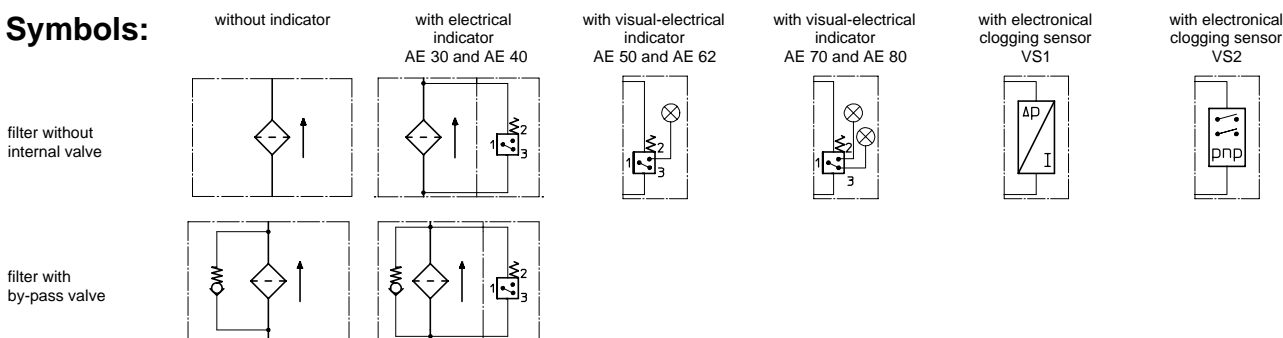 Symbols:
without indicator
with electrical
indicator
AE 30 and AE 40
with visual-electrical
indicator
AE 50 and AE 62
with visual-electrical
indicator
AE 70 and AE 80
with electronical
clogging sensor
VS1
with electronical
clogging sensor
VS2
filter without
internal valve
1 2 3
1 2 3
1 2 3
Δp
I
pnp
filter with
by-pass valve
1 2 3